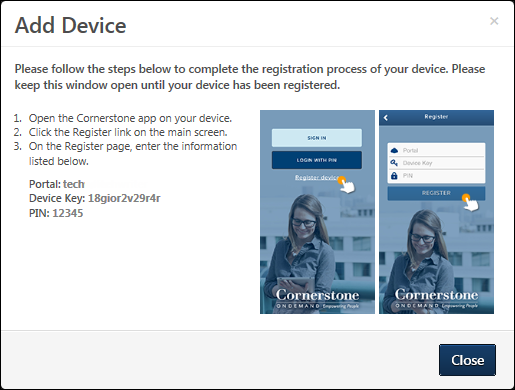 Add Device
×
Please follow the steps below to complete the registration process of your device. Please
keep this window open until your device has been registered.
1. Open the Cornerstone app on your device.
2. Click the Register link on the main screen.
3. On the Register page, enter the information
listed below.
Portal: tech
Device Key: 18gior2v29r4r
PIN: 12345
SIGN IN
LOGIN WITH PIN
Register device
Cornerstone
ONDEMAND Empowering People
Register
Portal
Device Key
PIN
REGISTER
Cornerstone
ONDEMAND Empowering People
Close